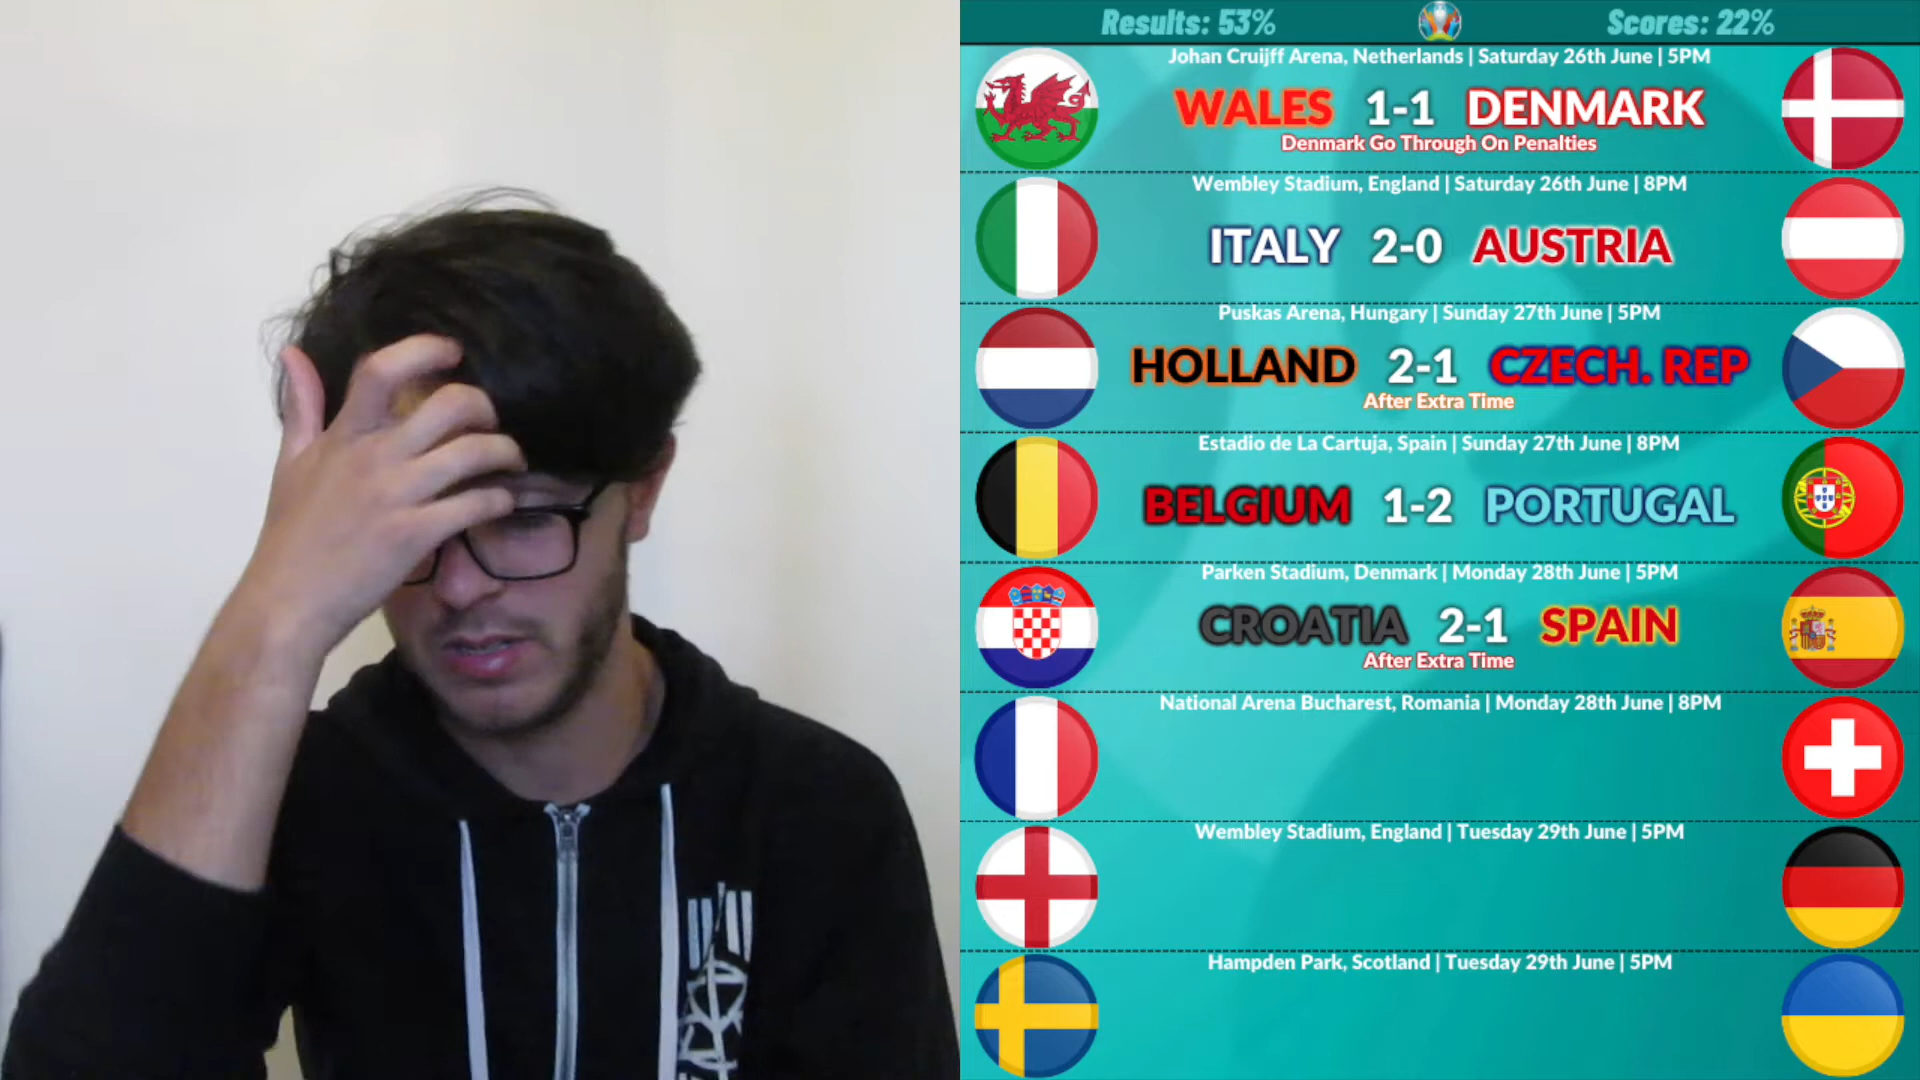 Results: 53%
Scores: 22%
Johan Cruijff Arena, Netherlands | Saturday 26th June | 5PM
WALES 1-1 DENMARK
Denmark Go Through On Penalties
Wembley Stadium, England | Saturday 26th June | 8PM
ITALY 2-0 AUSTRIA
Puskas Arena, Hungary | Sunday 27th June | 5PM
HOLLAND 2-1 CZECH. REP
After Extra Time
Estadio de La Cartuja, Spain | Sunday 27th June | 8PM
BELGIUM 1-2 PORTUGAL
Parken Stadium, Denmark | Monday 28th June | 5PM
CROATIA 2-1 SPAIN
After Extra Time
National Arena Bucharest, Romania | Monday 28th June | 8PM
Wembley Stadium, England | Tuesday 29th June | 5PM
Hampden Park, Scotland | Tuesday 29th June | 5PM